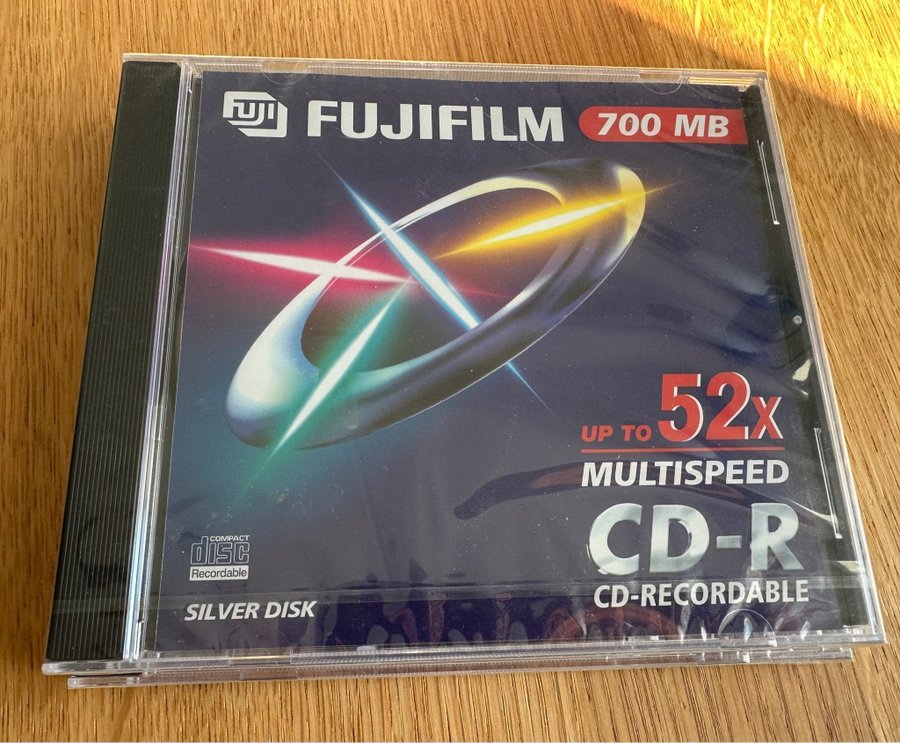 FUJI FUJIFILM 700 MB
UP TO 52X
MULTISPEED
CD-R
CD-RECORDABLE
COMPACT
disc
Recordable
SILVER DISK